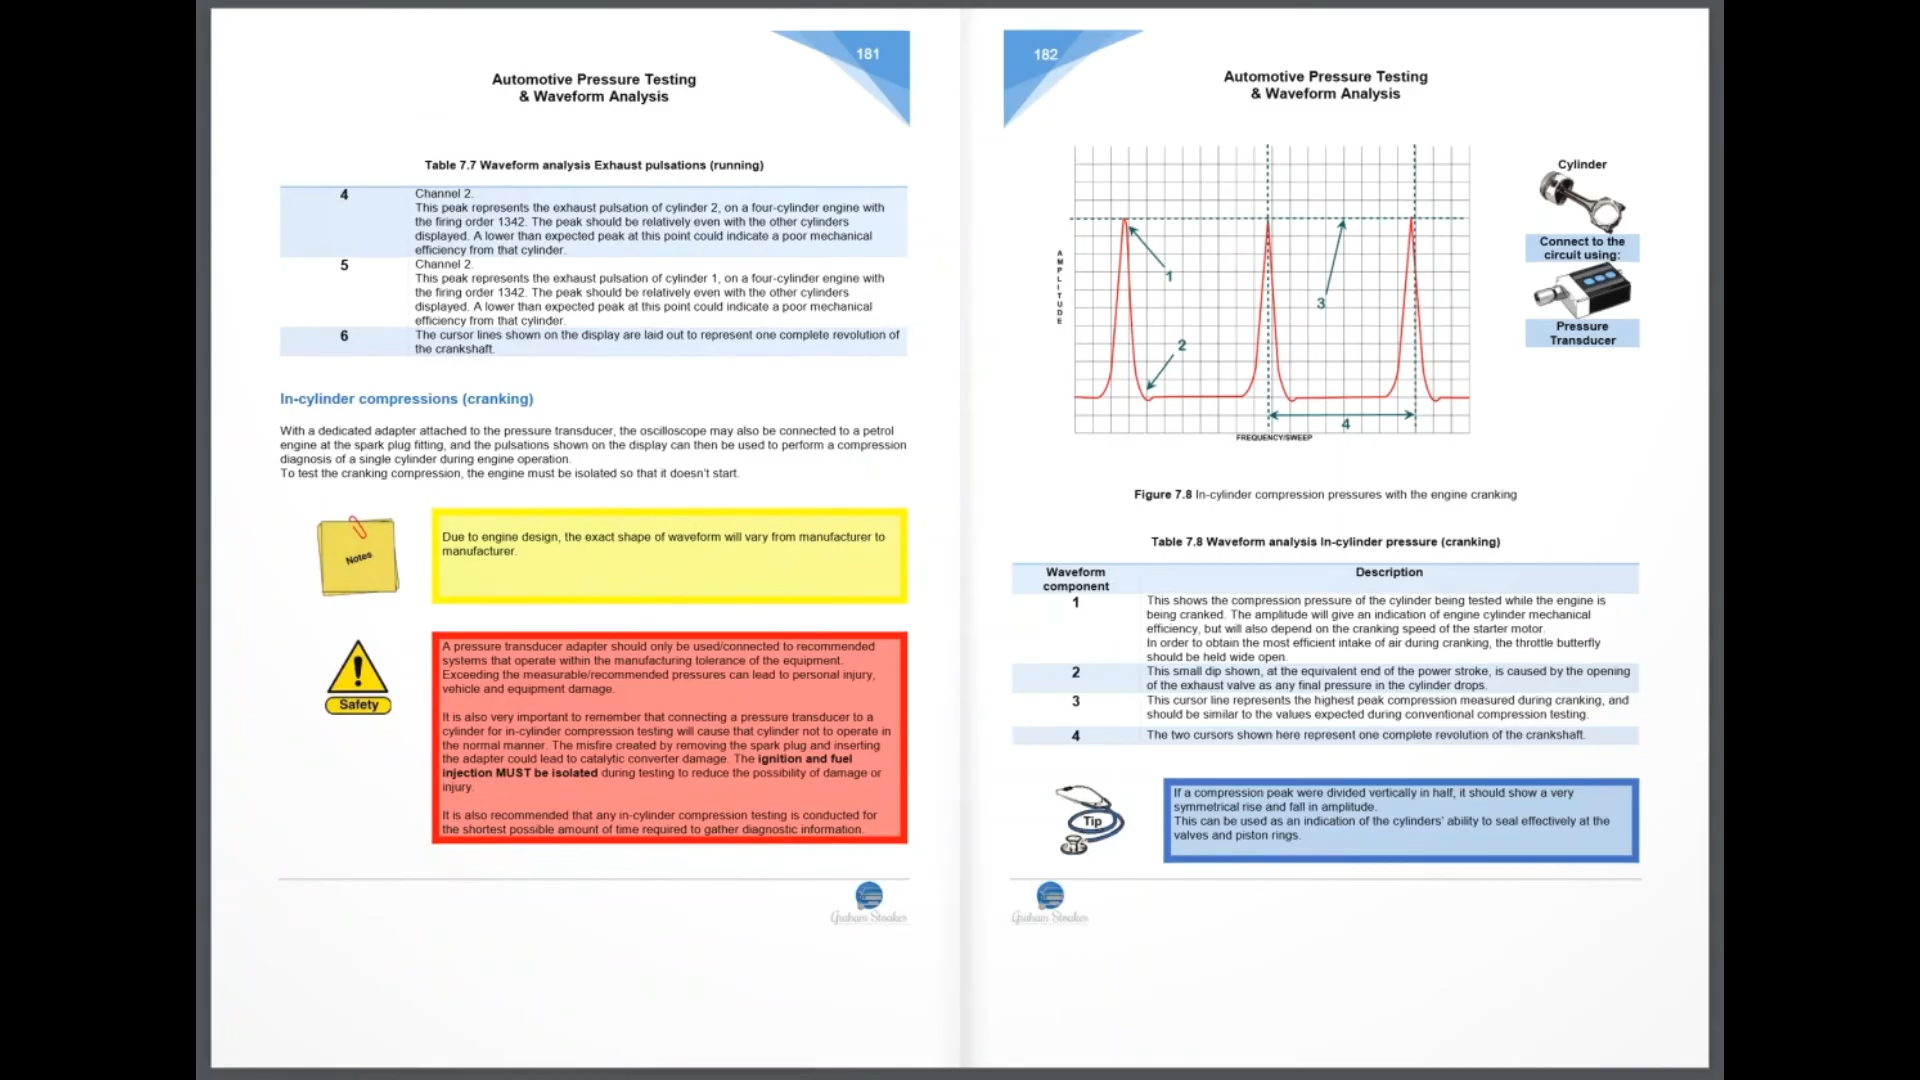 181
Automotive Pressure Testing
& Waveform Analysis
Table 7.7 Waveform analysis Exhaust pulsations (running)
4
Channel 2.
This peak represents the exhaust pulsation of cylinder 2, on a four-cylinder engine with
the firing order 1342. The peak should be relatively even with the other cylinders
displayed. A lower than expected peak at this point could indicate a poor mechanical
efficiency from that cylinder.
5
Channel 2.
This peak represents the exhaust pulsation of cylinder 1, on a four-cylinder engine with
the firing order 1342. The peak should be relatively even with the other cylinders
displayed. A lower than expected peak at this point could indicate a poor mechanical
efficiency from that cylinder.
6
The cursor lines shown on the display are laid out to represent one complete revolution of
the crankshaft.
In-cylinder compressions (cranking)
With a dedicated adapter attached to the pressure transducer, the oscilloscope may also be connected to a petrol
engine at the spark plug fitting, and the pulsations shown on the display can then be used to perform a compression
diagnosis of a single cylinder during engine operation.
To test the cranking compression, the engine must be isolated so that it doesn't start.
Notes
Due to engine design, the exact shape of waveform will vary from manufacturer to
manufacturer.
Safety
A pressure transducer adapter should only be used/connected to recommended
systems that operate within the manufacturing tolerance of the equipment.
Exceeding the measurable/recommended pressures can lead to personal injury,
vehicle and equipment damage.
It is also very important to remember that connecting a pressure transducer to a
cylinder for in-cylinder compression testing will cause that cylinder not to operate in
the normal manner. The misfire created by removing the spark plug and inserting
the adapter could lead to catalytic converter damage. The ignition and fuel
injection MUST be isolated during testing to reduce the possibility of damage or
injury.
It is also recommended that any in-cylinder compression testing is conducted for
the shortest possible amount of time required to gather diagnostic information.
Graham Stoakes
182
Automotive Pressure Testing
& Waveform Analysis
AMPLITUDE
1
2
3
4
FREQUENCY/SWEEP
Cylinder
Connect to the
circuit using:
Pressure
Transducer
Figure 7.8 In-cylinder compression pressures with the engine cranking
Table 7.8 Waveform analysis In-cylinder pressure (cranking)
Waveform
component
Description
1
This shows the compression pressure of the cylinder being tested while the engine is
being cranked. The amplitude will give an indication of engine cylinder mechanical
efficiency, but will also depend on the cranking speed of the starter motor.
In order to obtain the most efficient intake of air during cranking, the throttle butterfly
should be held wide open.
2
This small dip shown, at the equivalent end of the power stroke, is caused by the opening
of the exhaust valve as any final pressure in the cylinder drops.
3
This cursor line represents the highest peak compression measured during cranking, and
should be similar to the values expected during conventional compression testing.
4
The two cursors shown here represent one complete revolution of the crankshaft.
Tip
If a compression peak were divided vertically in half, it should show a very
symmetrical rise and fall in amplitude.
This can be used as an indication of the cylinders' ability to seal effectively at the
valves and piston rings.
Graham Stoakes